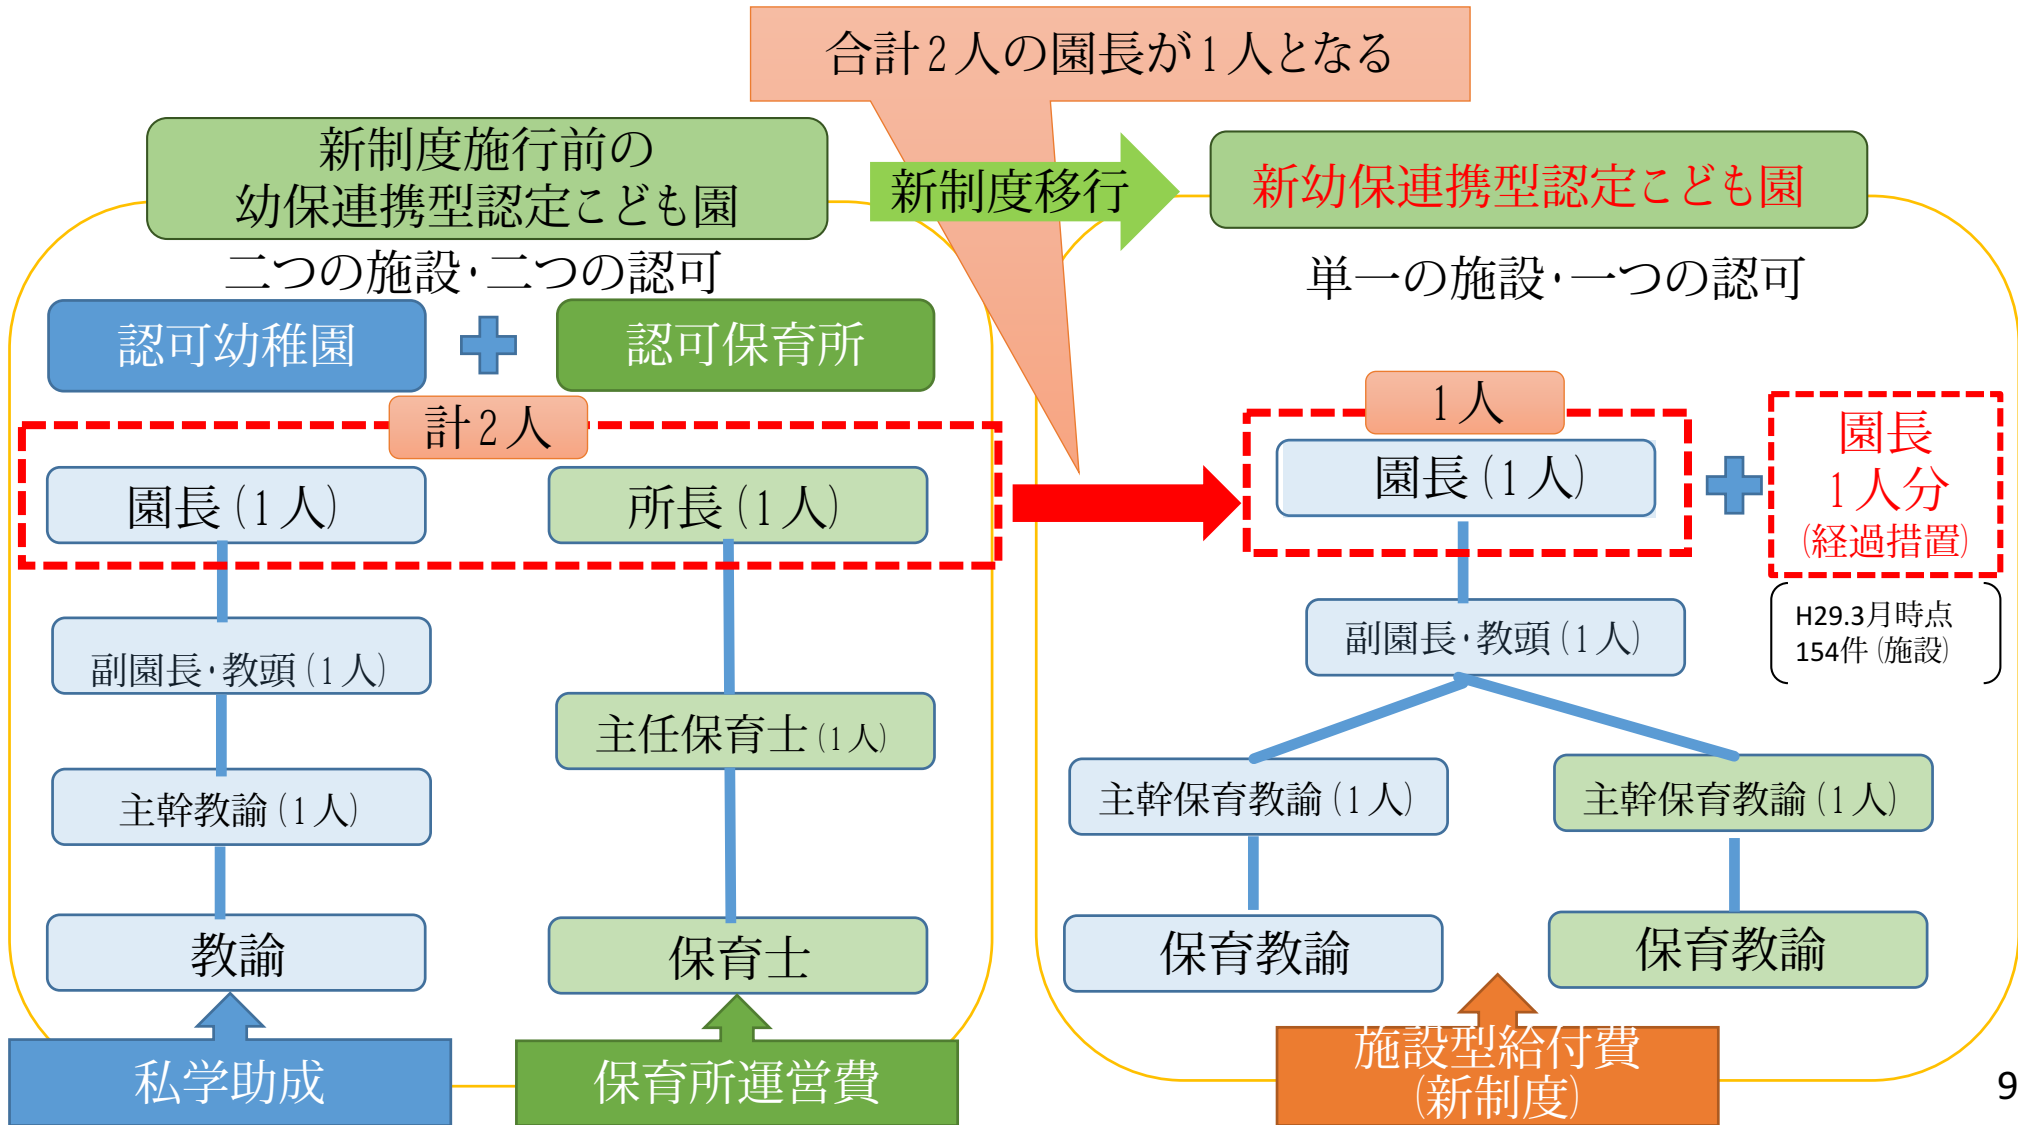 合計2人の園長が1人となる
新制度施行前の
幼保連携型認定こども園
新制度移行
新幼保連携型認定こども園
二つの施設・二つの認可
単一の施設・一つの認可
認可幼稚園
認可保育所
計2人
1人
園長(1人)
所長(1人)
園長(1人)
園長
1人分
(経過措置)
H29.3月時点
154件(施設)
副園長・教頭(1人)
主任保育士(1人)
副園長・教頭(1人)
主幹教諭(1人)
主幹保育教諭(1人)
主幹保育教諭(1人)
教諭
保育士
保育教諭
保育教諭
私学助成
保育所運営費
施設型給付費
(新制度)
9